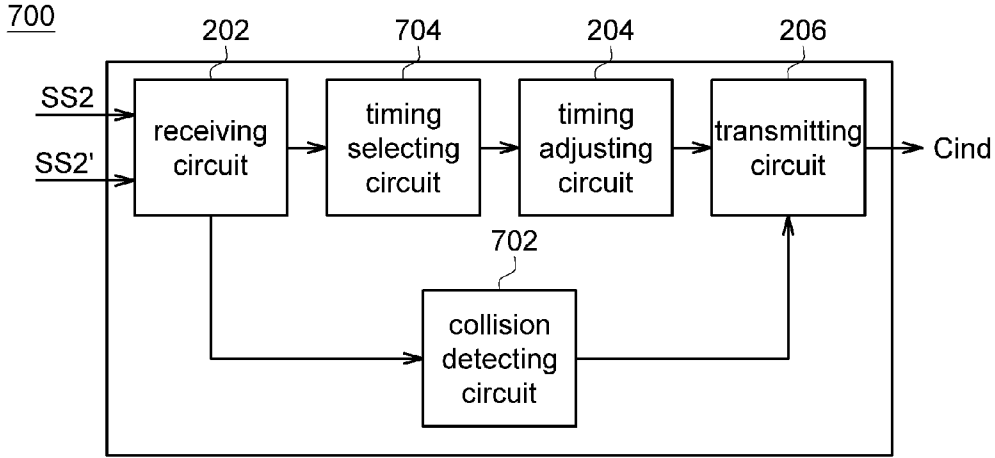 700
202
704
204
206
SS2
SS2'
receiving
circuit
timing
selecting
circuit
timing
adjusting
circuit
transmitting
circuit
Cind
702
collision
detecting
circuit